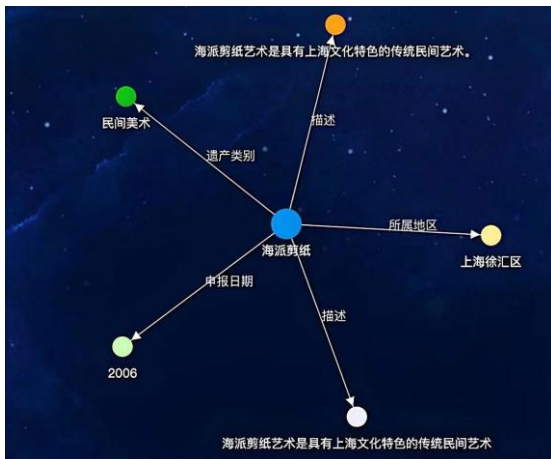 海派剪纸艺术是具有上海文化特色的传统民间艺术。
描述
民间美术
遗产类别
所属地区
海派剪纸
上海徐汇区
申报日期
描述
2006
海派剪纸艺术是具有上海文化特色的传统民间艺术